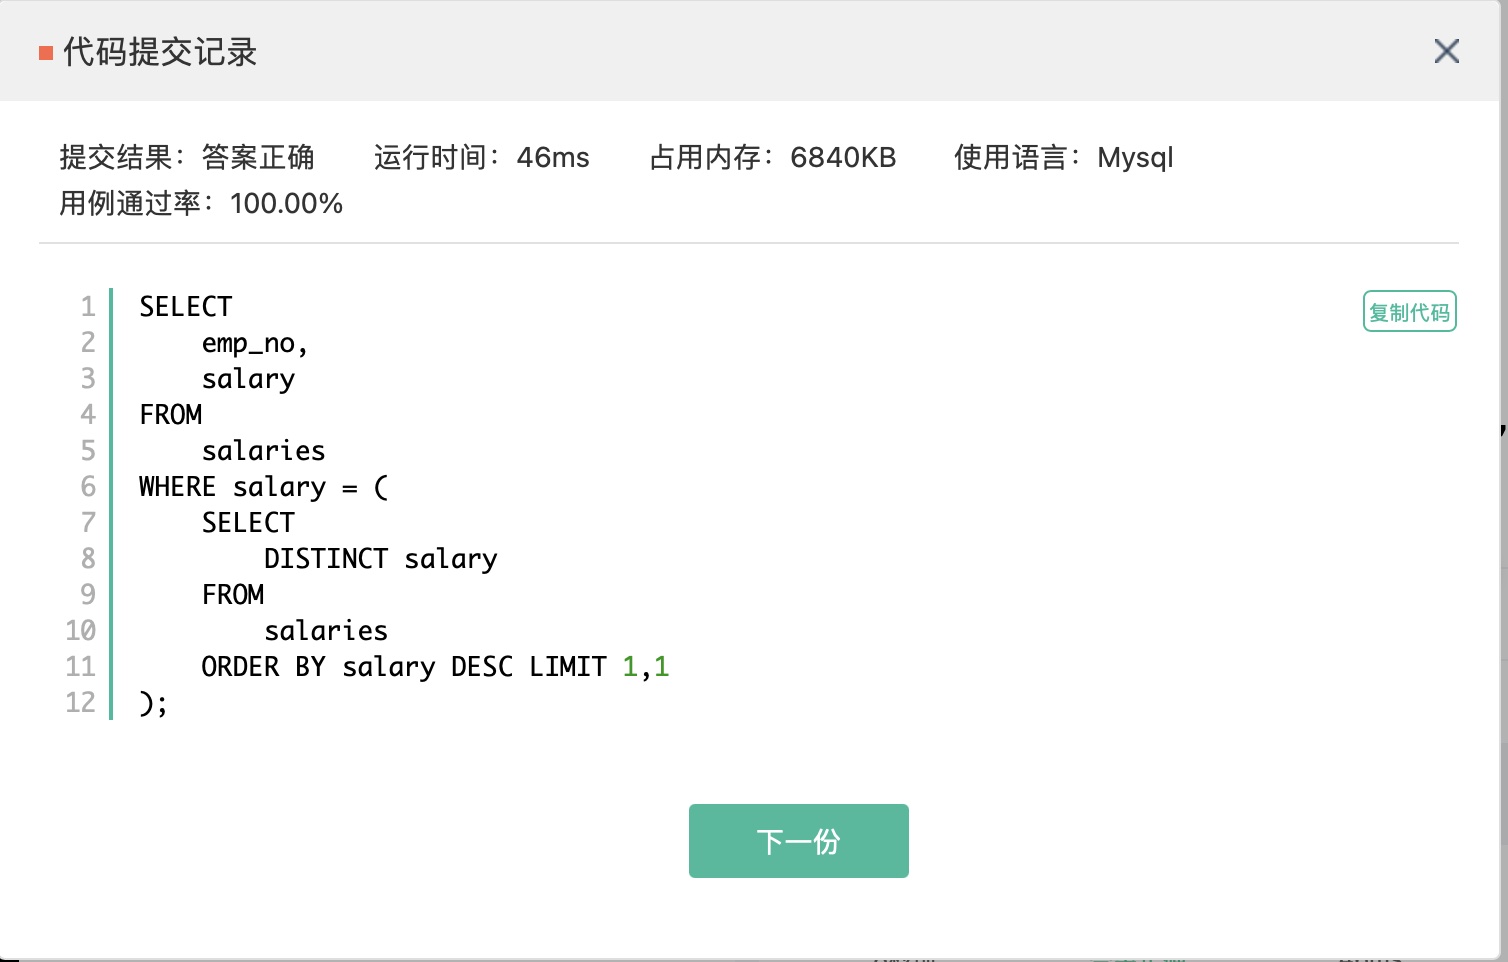 代码提交记录
提交结果：答案正确 运行时间：46ms 占用内存：6840KB 使用语言：Mysql
用例通过率：100.00%
复制代码
1 SELECT
2 emp_no,
3 salary
4 FROM
5 salaries
6 WHERE salary = (
7 SELECT
8 DISTINCT salary
9 FROM
10 salaries
11 ORDER BY salary DESC LIMIT 1,1
12 );
下一份